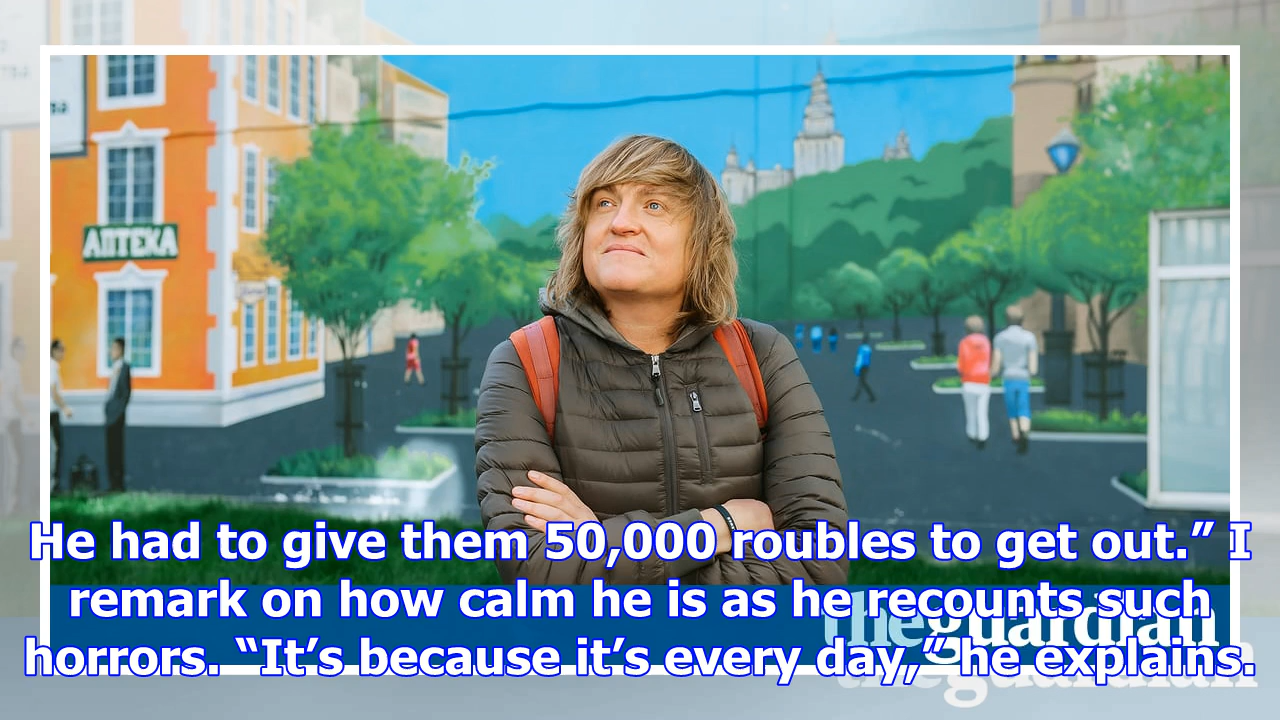 АПТЕКА
He had to give them 50,000 roubles to get out.” I
remark on how calm he is as he recounts such
horrors. “It’s because it’s every day,” he explains.
theguardian
theguardian